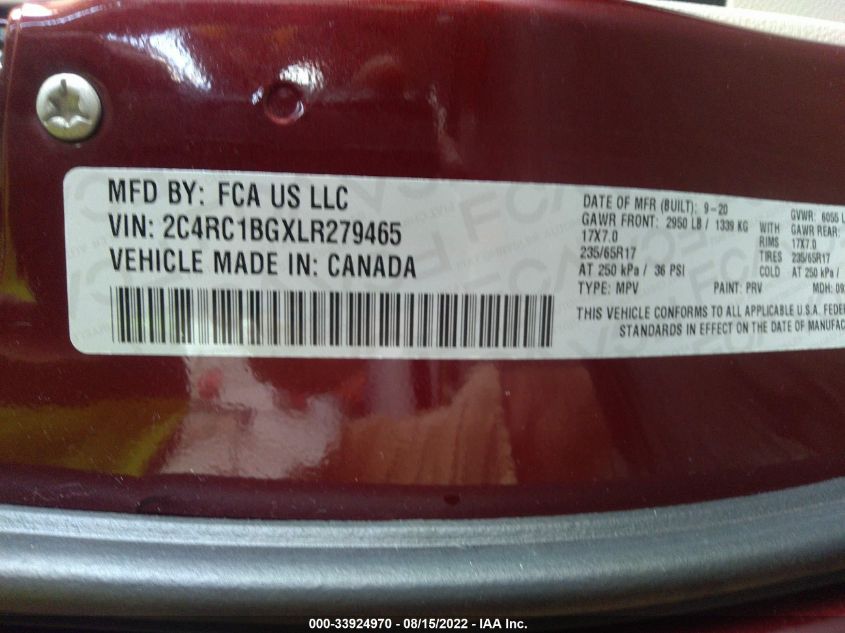 MFD BY: FCA US LLC
VIN: 2C4RC1BGXLR279465
VEHICLE MADE IN: CANADA
DATE OF MFR (BUILT): 9-20
GVWR: 6055 L
GAWR FRONT: 2950 LB / 1339 KG WITH GAWR REAR:
17X7.0 RIMS 17X7.0
235/65R17 TIRES 235/65R17
AT 250 kPa / 36 PSI COLD AT 250 kPa /
TYPE: MPV PAINT: PRV MDH: 09
THIS VEHICLE CONFORMS TO ALL APPLICABLE U.S.A. FEDE
STANDARDS IN EFFECT ON THE DATE OF MANUFAC
000-33924970 - 08/15/2022 - IAA Inc.